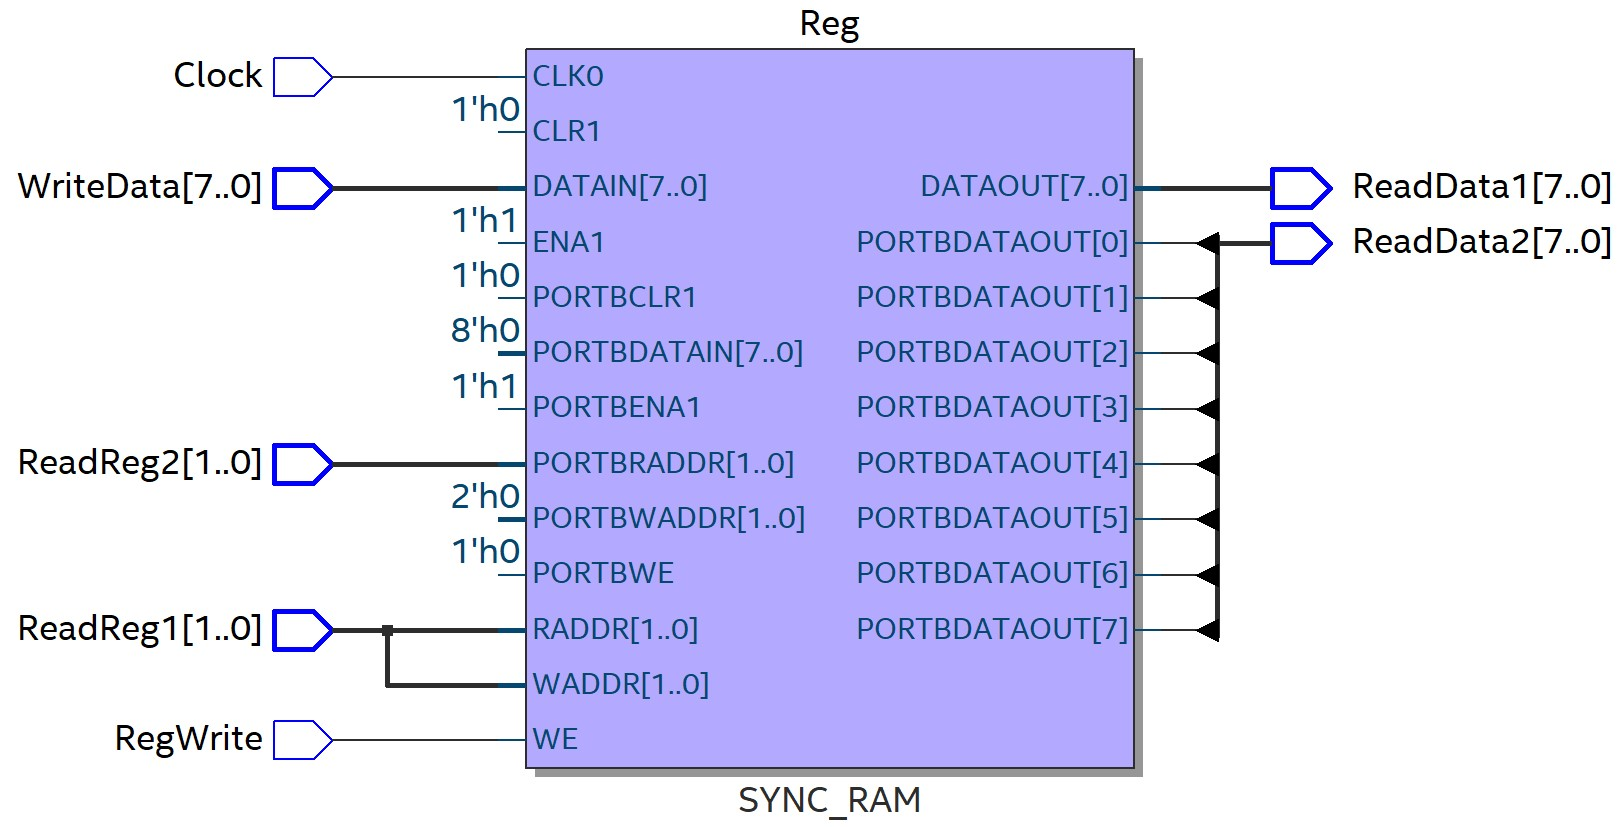 Reg
Clock
CLK0
1'h0
CLR1
WriteData[7..0]
DATAIN[7..0]
DATAOUT[7..0]
ReadData1[7..0]
1'h1
ENA1
PORTBDATAOUT[0]
ReadData2[7..0]
1'h0
PORTBCLR1
PORTBDATAOUT[1]
8'h0
PORTBDATAIN[7..0]
PORTBDATAOUT[2]
1'h1
PORTBENA1
PORTBDATAOUT[3]
ReadReg2[1..0]
PORTBRADDR[1..0]
PORTBDATAOUT[4]
2'h0
PORTBWADDR[1..0]
PORTBDATAOUT[5]
1'h0
PORTBWE
PORTBDATAOUT[6]
ReadReg1[1..0]
RADDR[1..0]
PORTBDATAOUT[7]
WADDR[1..0]
RegWrite
WE
SYNC_RAM